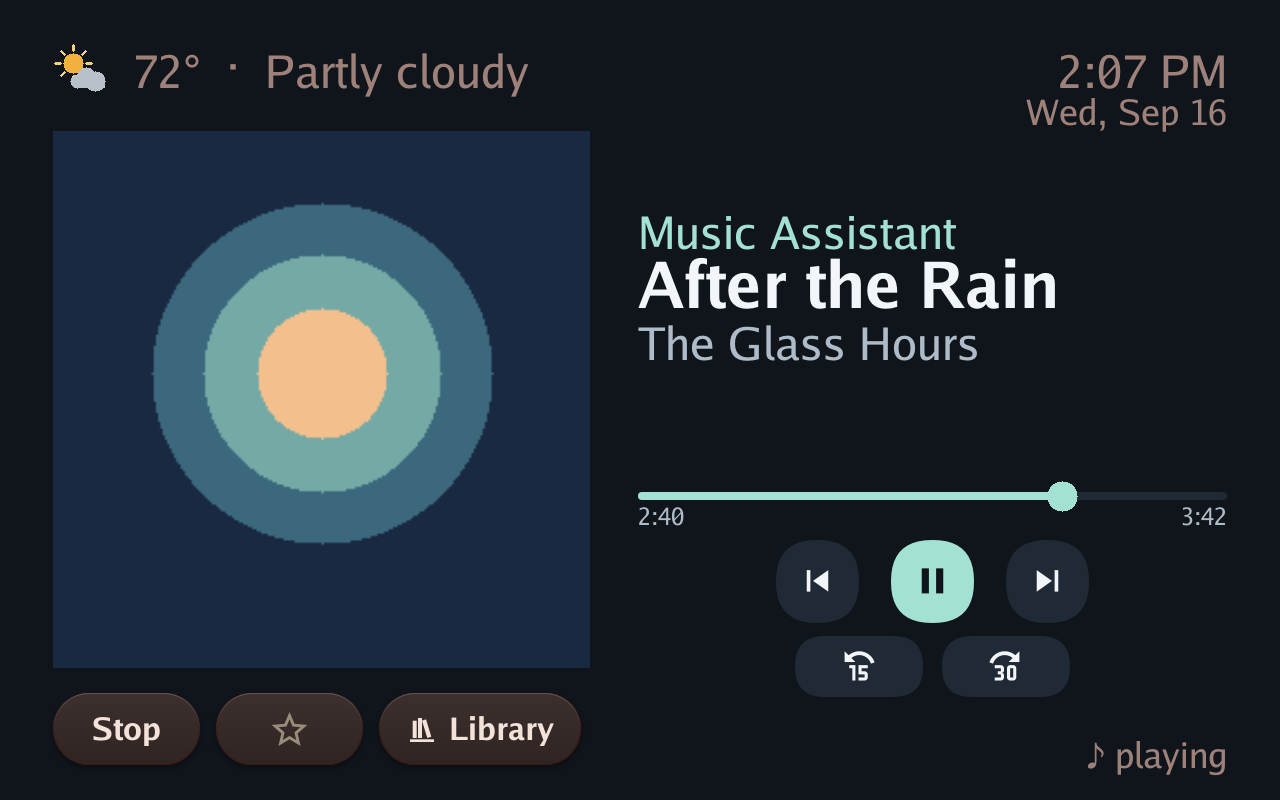 72° · Partly cloudy
2:07 PM
Wed, Sep 16
Music Assistant
After the Rain
The Glass Hours
2:40
3:42
15
30
Stop
Library
♪ playing